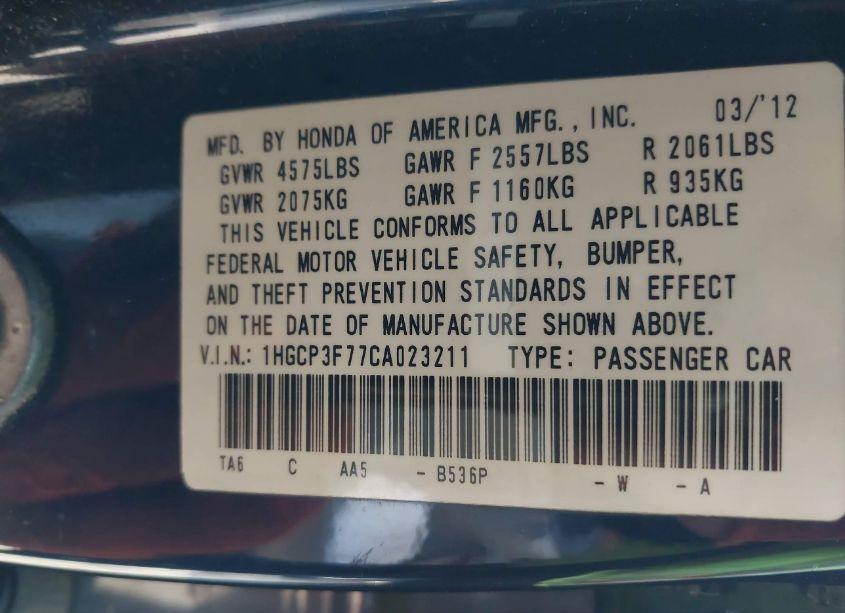 MFD. BY HONDA OF AMERICA MFG., INC. 03/'12
GVWR 4575LBS GAWR F 2557LBS R 2061LBS
GVWR 2075KG GAWR F 1160KG R 935KG
THIS VEHICLE CONFORMS TO ALL APPLICABLE
FEDERAL MOTOR VEHICLE SAFETY, BUMPER,
AND THEFT PREVENTION STANDARDS IN EFFECT
ON THE DATE OF MANUFACTURE SHOWN ABOVE.
V.I.N.: 1HGCP3F77CA023211 TYPE: PASSENGER CAR
TA6 C AA5 - B536P - W - A